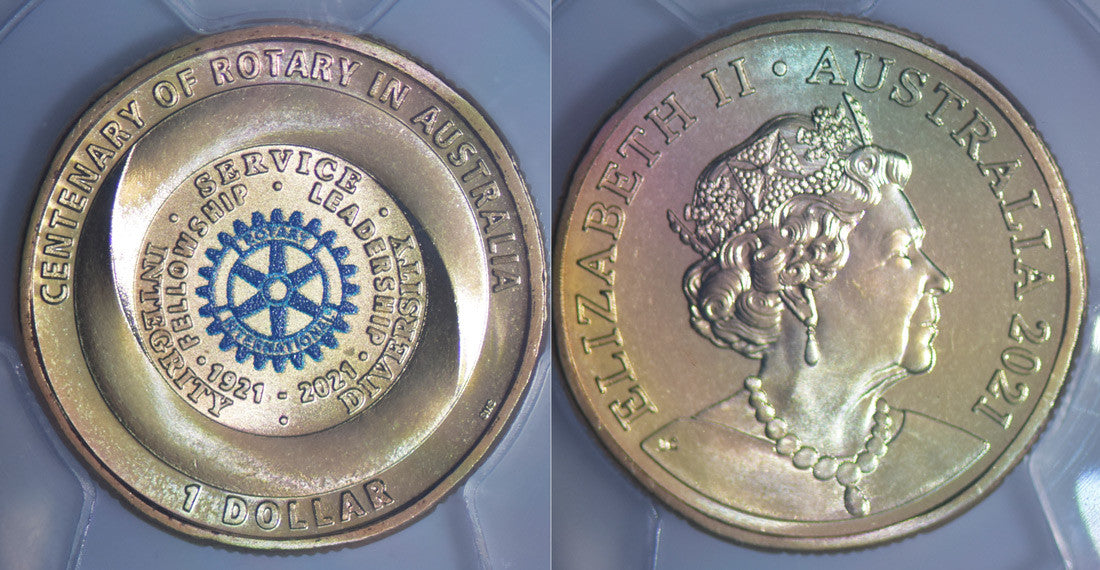 CENTENARY OF ROTARY IN AUSTRALIA
SERVICE
FELLOWSHIP · LEADERSHIP
INTEGRITY
DIVERSITY
ROTARY
INTERNATIONAL
1921 - 2021
1 DOLLAR
ELIZABETH II · AUSTRALIA 2021